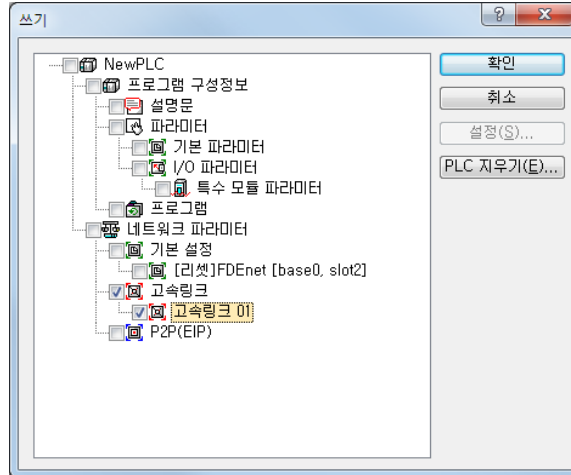 쓰기
NewPLC
프로그램 구성정보
설명문
파라미터
기본 파라미터
I/O 파라미터
특수 모듈 파라미터
프로그램
네트워크 파라미터
기본 설정
[리셋]FDEnet [base0, slot2]
고속링크
고속링크 01
P2P(EIP)
확인
취소
설정(S)...
PLC 지우기(E)...